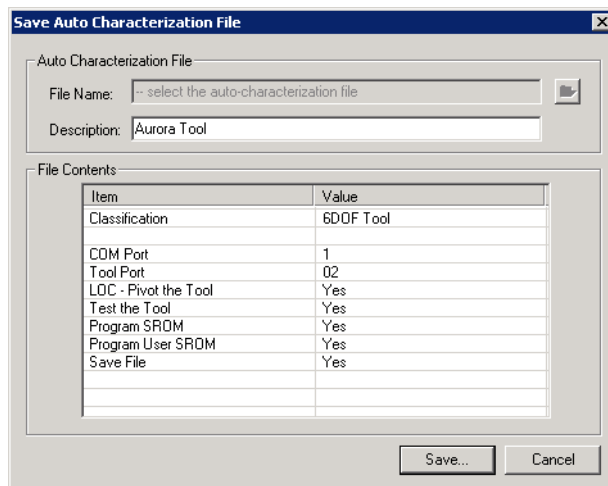 Save Auto Characterization File
Auto Characterization File
File Name: -- select the auto-characterization file
Description: Aurora Tool
File Contents
Item Value
Classification 6DOF Tool
COM Port 1
Tool Port 02
LOC - Pivot the Tool Yes
Test the Tool Yes
Program SROM Yes
Program User SROM Yes
Save File Yes
Save... Cancel